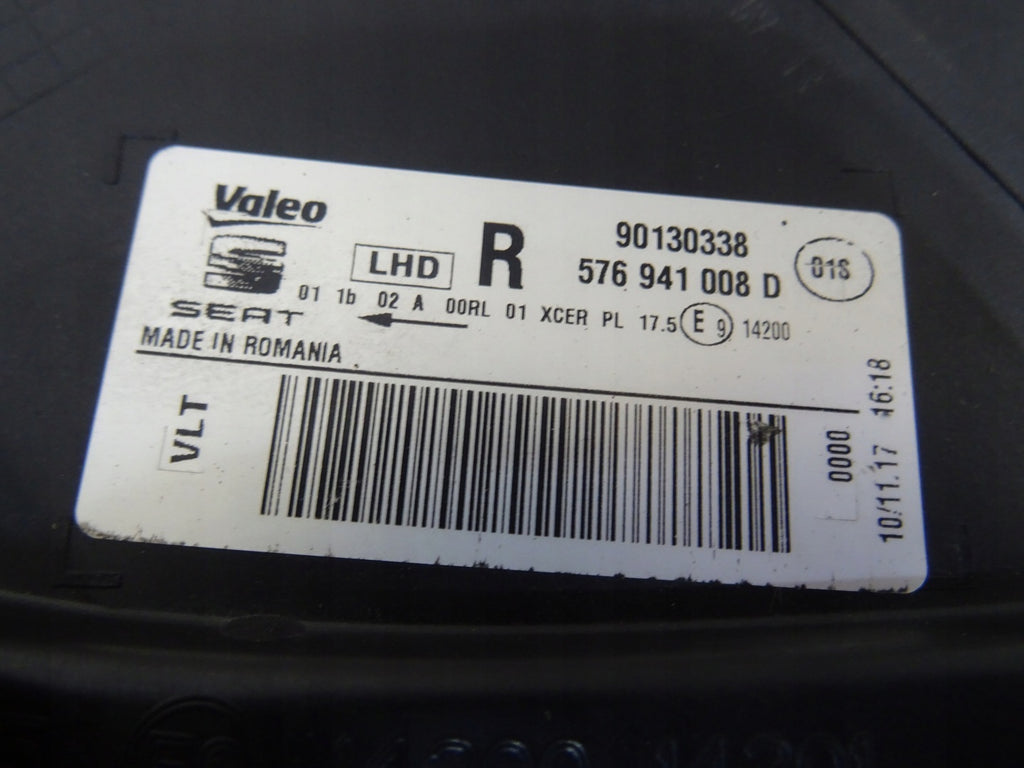 Valeo
SEAT
LHD
R
90130338
576 941 008 D
01S
01 1b 02 A 00RL 01 XCER PL 17.5 E 9 14200
MADE IN ROMANIA
VLT
0000
10/11.17 16:18